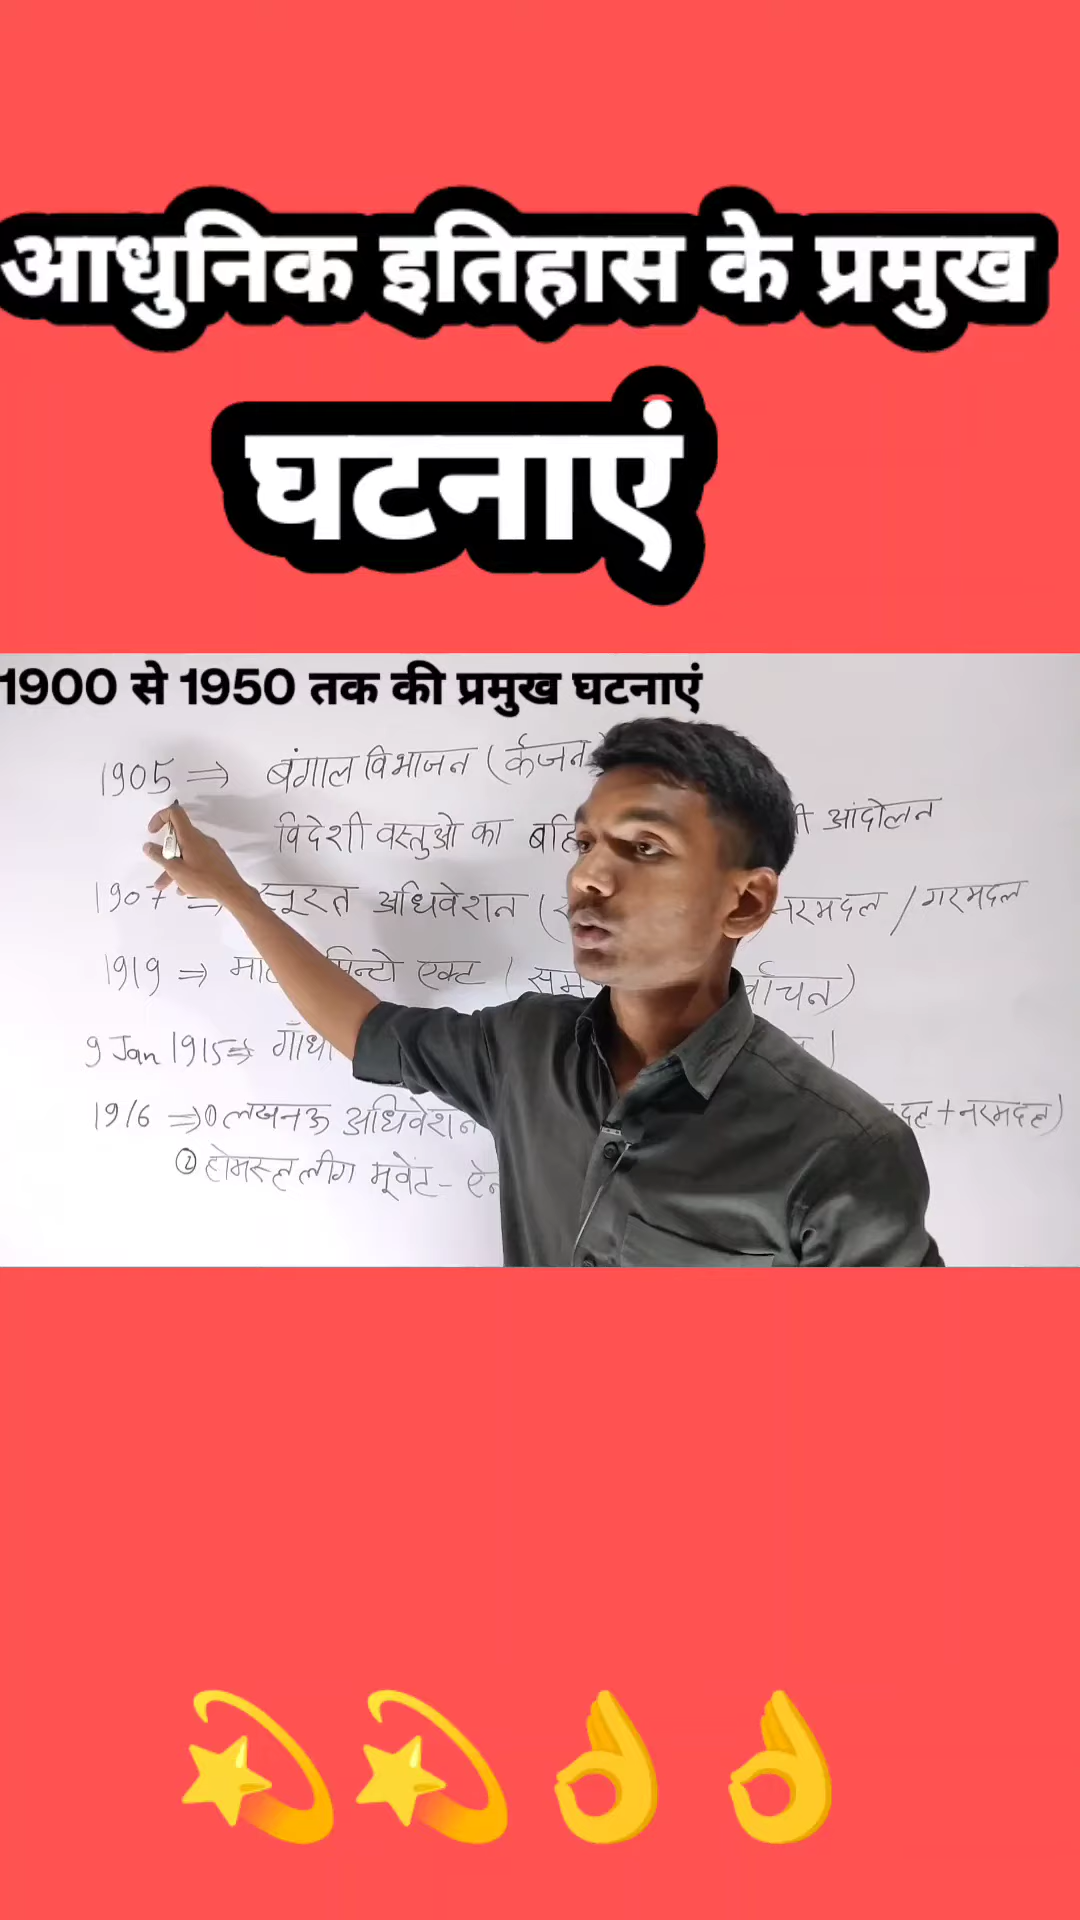 आधुनिक इतिहास के प्रमुख
घटनाएं
1900 से 1950 तक की प्रमुख घटनाएं
1905 ⇒ बंगाल विभाजन (कर्जन
विदेशी वस्तुओ का आंदोलन
1907 ⇒ सूरत अधिवेशन ( नरमदल / गरमदल
1919 ⇒ मिन्टो एक्ट (
9 Jan 1915 ⇒
1916 ⇒ ① लखनऊ अधिवेशन + नरमदल)
② होमरूल लीग मूवेंट -